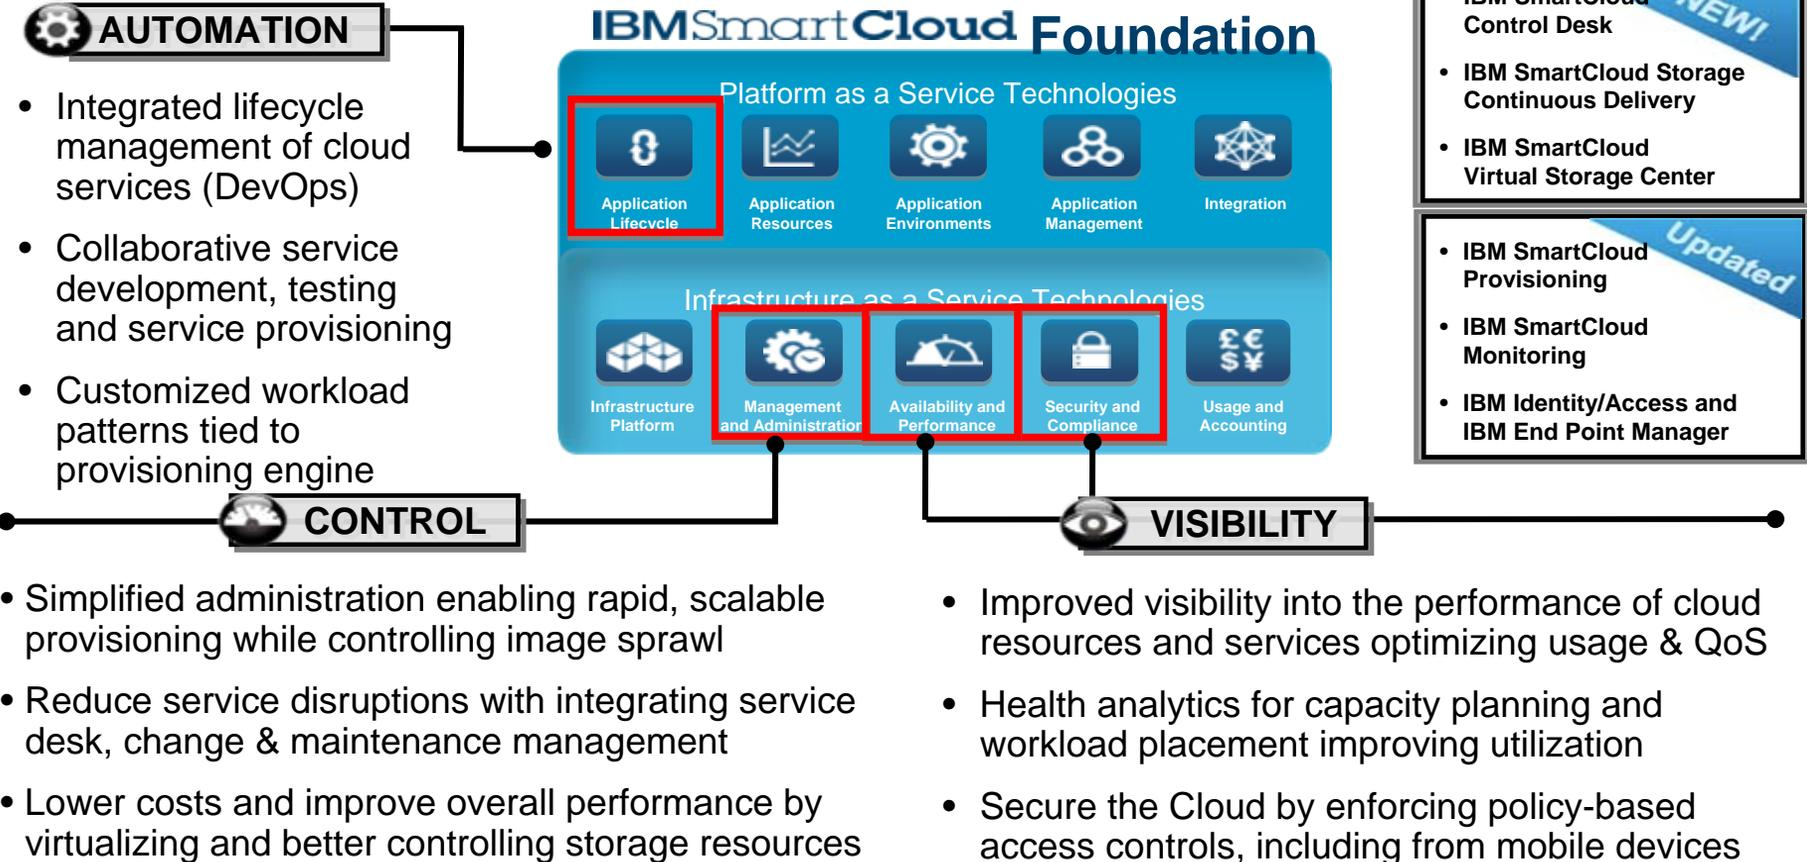 AUTOMATION
• Integrated lifecycle
management of cloud
services (DevOps)
• Collaborative service
development, testing
and service provisioning
• Customized workload
patterns tied to
provisioning engine
IBMSmartCloud Foundation
Platform as a Service Technologies
Application
Lifecycle
Application
Resources
Application
Environments
Application
Management
Integration
Infrastructure as a Service Technologies
£ €
$ ¥
Infrastructure
Platform
Management
and Administration
Availability and
Performance
Security and
Compliance
Usage and
Accounting
NEW!
IBM SmartCloud
Control Desk
• IBM SmartCloud Storage
Continuous Delivery
• IBM SmartCloud
Virtual Storage Center
Updated
• IBM SmartCloud
Provisioning
• IBM SmartCloud
Monitoring
• IBM Identity/Access and
IBM End Point Manager
CONTROL
• Simplified administration enabling rapid, scalable
provisioning while controlling image sprawl
• Reduce service disruptions with integrating service
desk, change & maintenance management
• Lower costs and improve overall performance by
virtualizing and better controlling storage resources
VISIBILITY
• Improved visibility into the performance of cloud
resources and services optimizing usage & QoS
• Health analytics for capacity planning and
workload placement improving utilization
• Secure the Cloud by enforcing policy-based
access controls, including from mobile devices